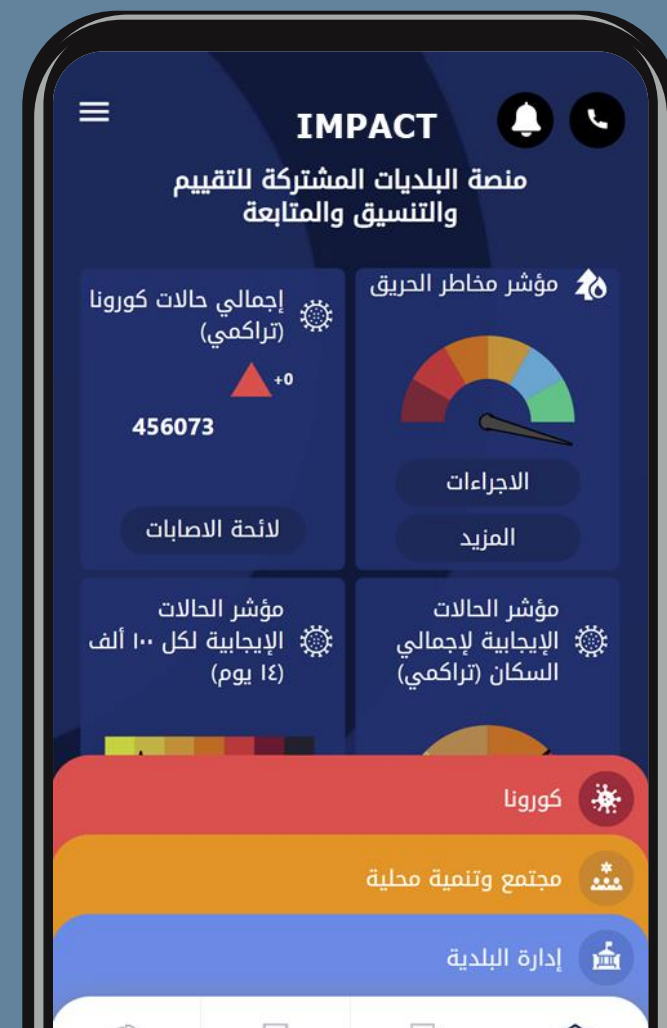 IMPACT
منصة البلديات المشتركة للتقييم
والتنسيق والمتابعة
مؤشر مخاطر الحريق
الاجراءات
المزيد
إجمالي حالات كورونا
(تراكمي)
+0
456073
لائحة الاصابات
مؤشر الحالات
الإيجابية لإجمالي
السكان (تراكمي)
مؤشر الحالات
الإيجابية لكل ١٠٠ ألف
(١٤ يوم)
كورونا
مجتمع وتنمية محلية
إدارة البلدية